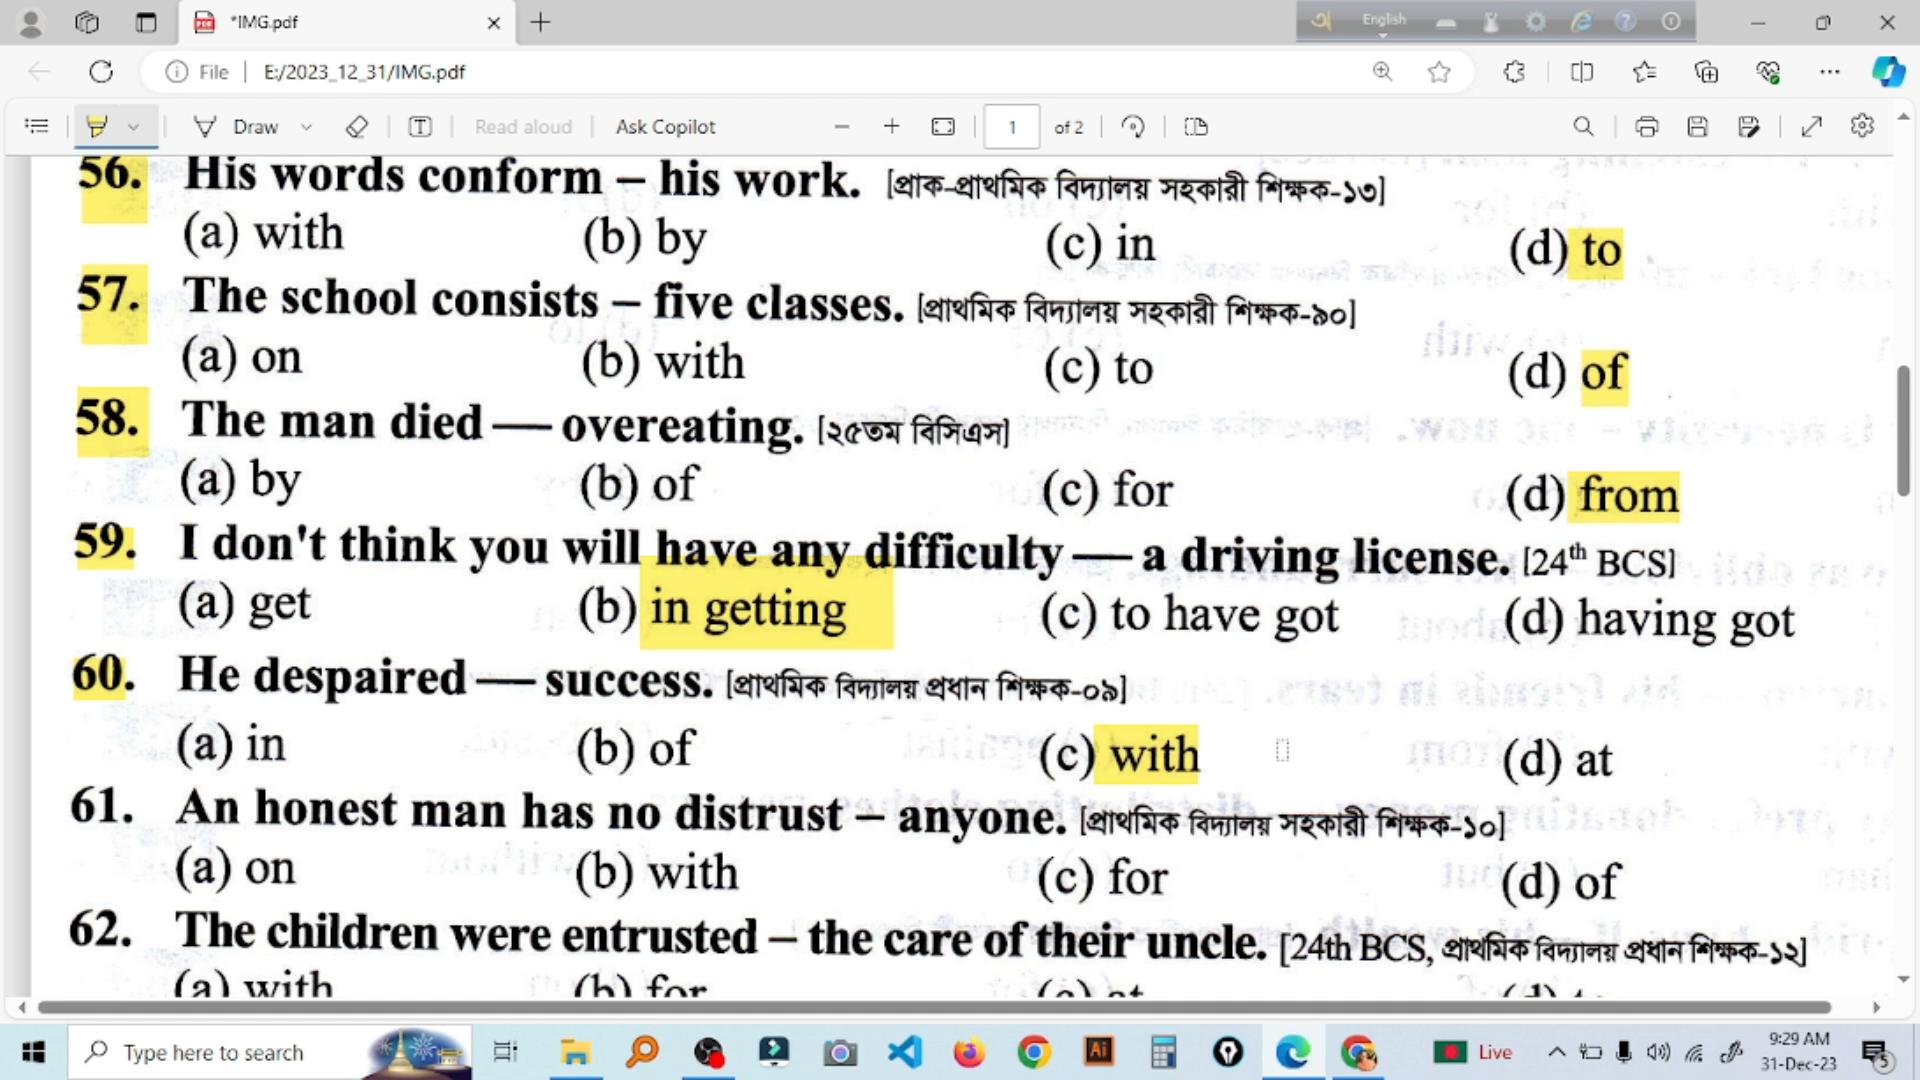 *IMG.pdf
English
File E:/2023_12_31/IMG.pdf
Draw Read aloud Ask Copilot 1 of 2
56. His words conform – his work. [প্রাক-প্রাথমিক বিদ্যালয় সহকারী শিক্ষক-১৩]
(a) with (b) by (c) in (d) to
57. The school consists – five classes. [প্রাথমিক বিদ্যালয় সহকারী শিক্ষক-৯০]
(a) on (b) with (c) to (d) of
58. The man died — overeating. [২৫তম বিসিএস]
(a) by (b) of (c) for (d) from
59. I don't think you will have any difficulty — a driving license. [24th BCS]
(a) get (b) in getting (c) to have got (d) having got
60. He despaired — success. [প্রাথমিক বিদ্যালয় প্রধান শিক্ষক-০৯]
(a) in (b) of (c) with (d) at
61. An honest man has no distrust – anyone. [প্রাথমিক বিদ্যালয় সহকারী শিক্ষক-১০]
(a) on (b) with (c) for (d) of
62. The children were entrusted – the care of their uncle. [24th BCS, প্রাথমিক বিদ্যালয় প্রধান শিক্ষক-১২]
(a) with (b) for (c) at
Type here to search Live 9:29 AM
31-Dec-23